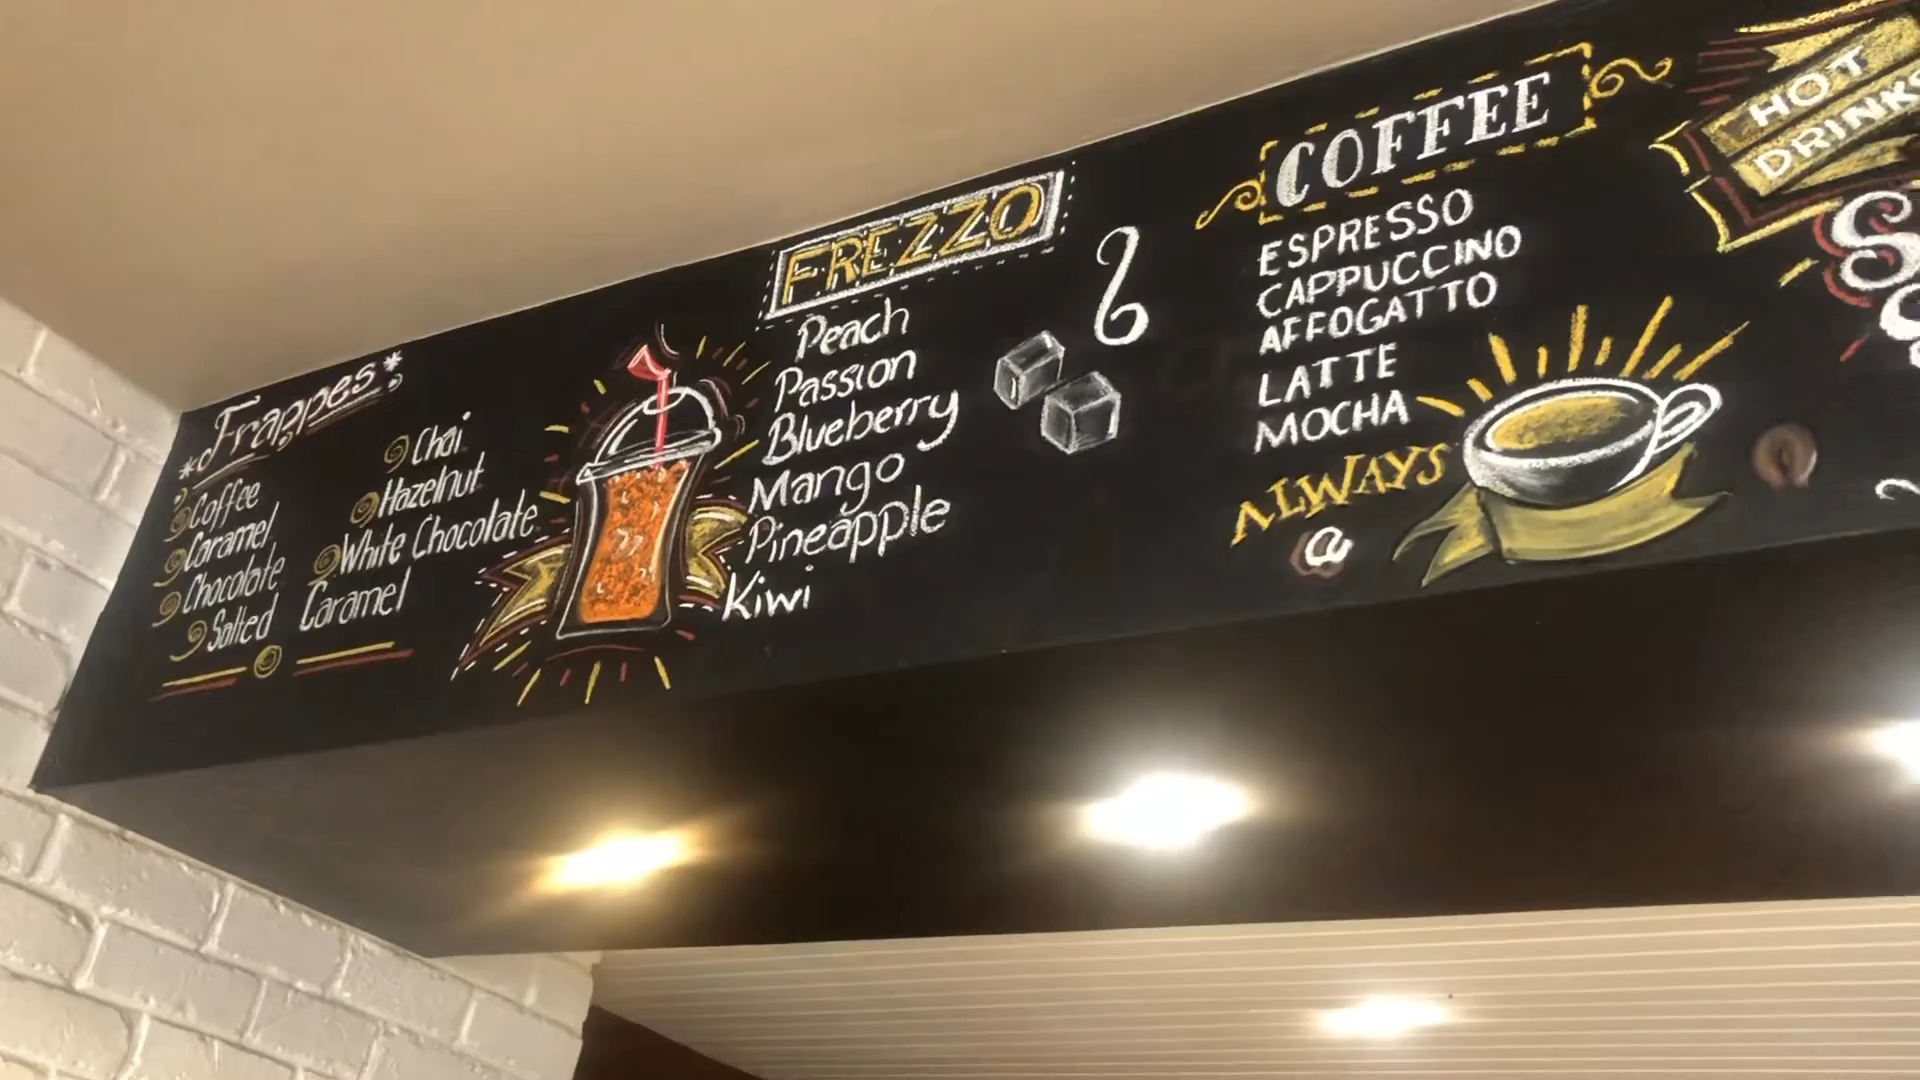 *Frappes*
Coffee
Caramel
Chocolate
Salted Caramel
Chai
Hazelnut
White Chocolate
FREZZO
Peach
Passion
Blueberry
Mango
Pineapple
Kiwi
COFFEE
ESPRESSO
CAPPUCCINO
AFFOGATTO
LATTE
MOCHA
ALWAYS
HOT
DRINKS